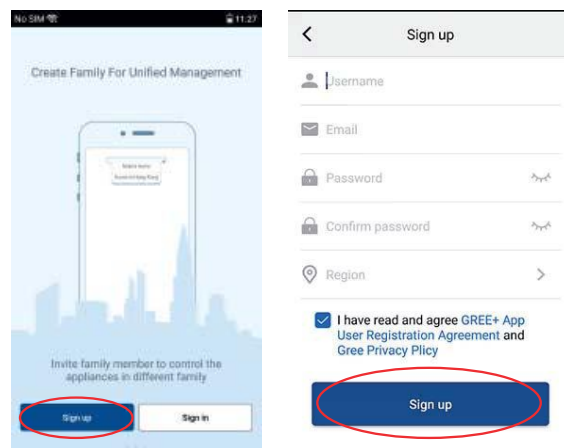 No SIM
11:27
Create Family For Unified Management
Invite family member to control the
appliances in different family
Sign up
Sign in
Sign up
Username
Email
Password
Confirm password
Region
I have read and agree GREE+ App
User Registration Agreement and
Gree Privacy Plicy
Sign up